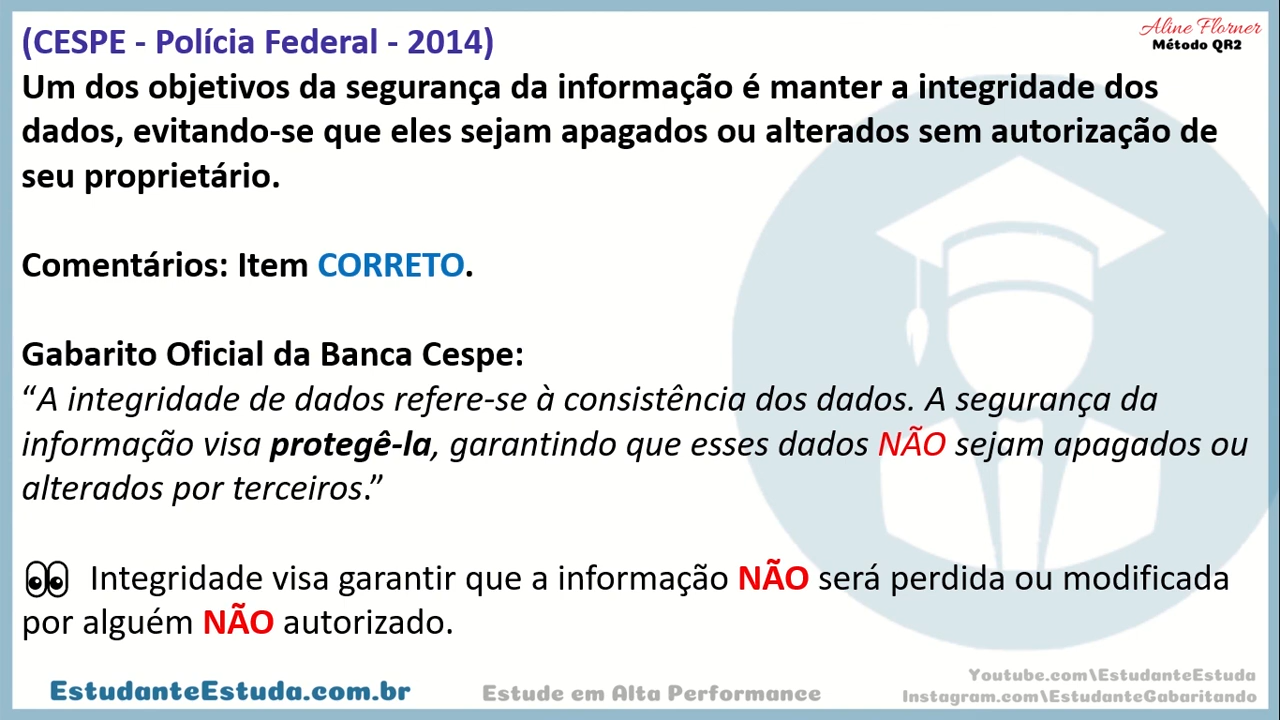 (CESPE - Polícia Federal - 2014)
Aline Florner
Método QR2
Um dos objetivos da segurança da informação é manter a integridade dos
dados, evitando-se que eles sejam apagados ou alterados sem autorização de
seu proprietário.
Comentários: Item CORRETO.
Gabarito Oficial da Banca Cespe:
“A integridade de dados refere-se à consistência dos dados. A segurança da
informação visa protegê-la, garantindo que esses dados NÃO sejam apagados ou
alterados por terceiros.”
Integridade visa garantir que a informação NÃO será perdida ou modificada
por alguém NÃO autorizado.
EstudanteEstuda.com.br
Estude em Alta Performance
Youtube.com\EstudanteEstuda
Instagram.com\EstudanteGabaritando